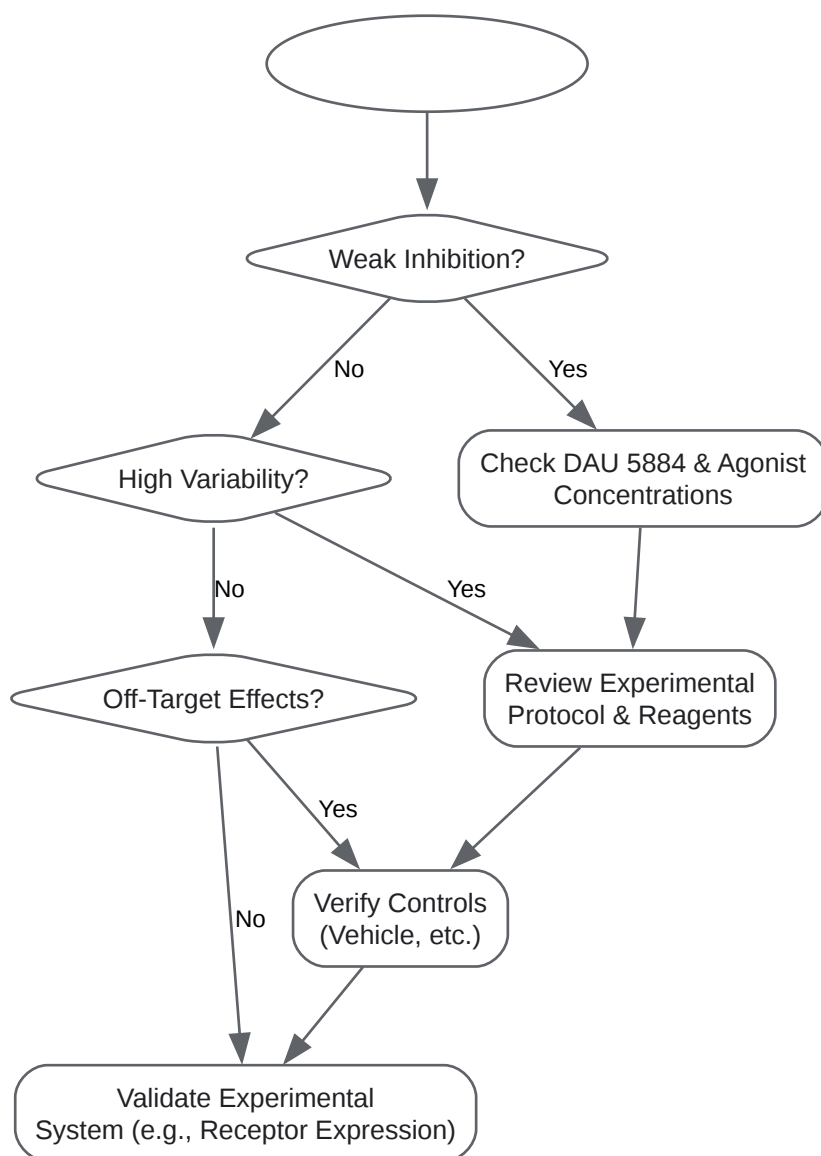 Weak Inhibition?
No
Yes
High Variability?
Check DAU 5884 & Agonist
Concentrations
No
Yes
Off-Target Effects?
Review Experimental
Protocol & Reagents
Yes
No
Verify Controls
(Vehicle, etc.)
Validate Experimental
System (e.g., Receptor Expression)